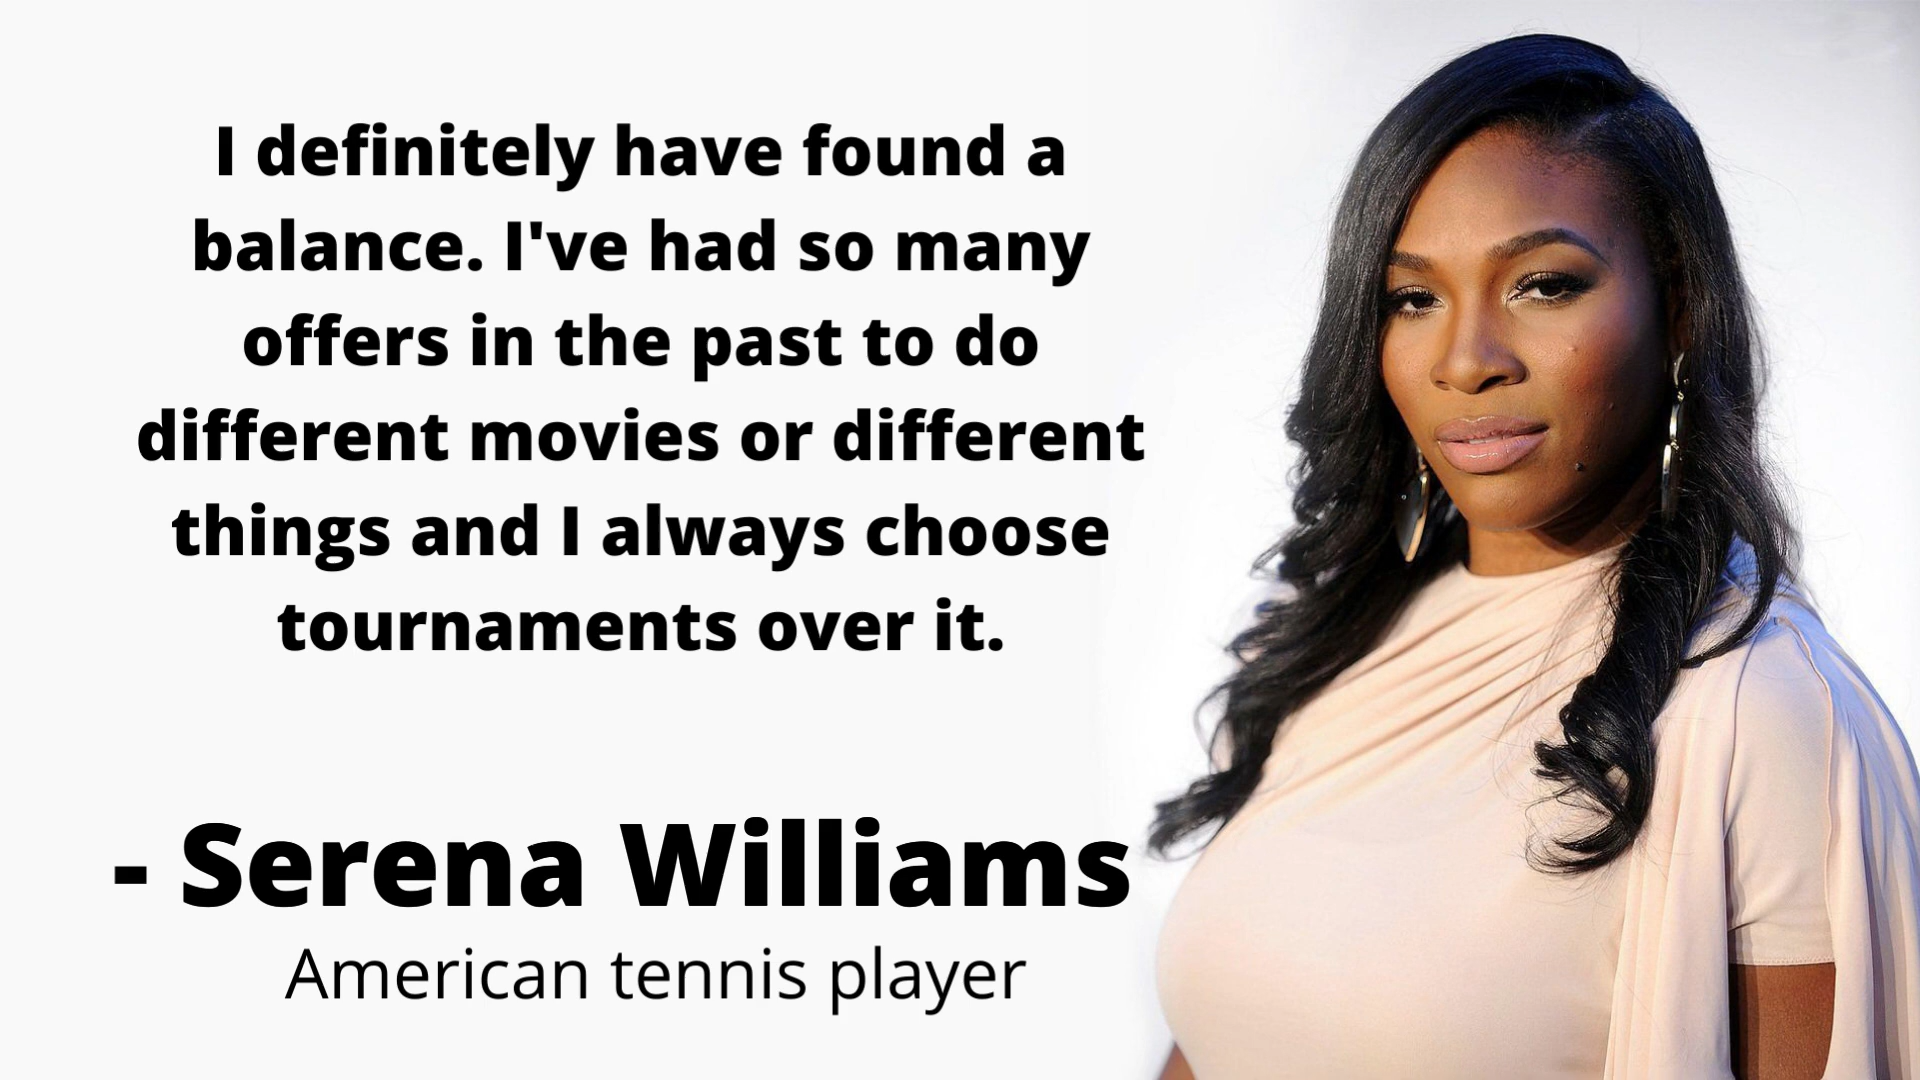 I definitely have found a
balance. I've had so many
offers in the past to do
different movies or different
things and I always choose
tournaments over it.
- Serena Williams
American tennis player